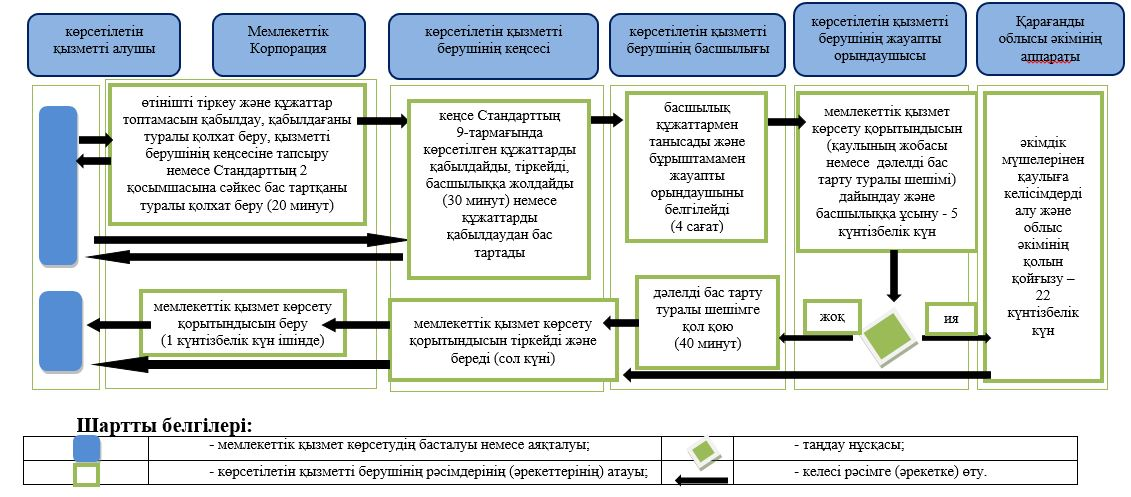 көрсетілетін
қызметті алушы
Мемлекеттік
Корпорация
көрсетілетін қызметті
берушінің кеңсесі
көрсетілетін қызметті
берушінің басшылығы
көрсетілетін қызметті
берушінің жауапты
орындаушысы
Қарағанды
облысы әкімінің
аппараты
өтінішті тіркеу және құжаттар
топтамасын қабылдау, қабылдағаны
туралы қолхат беру, қызметті
берушінің кеңсесіне тапсыру
немесе Стандарттың 2
қосымшасына сәйкес бас тартқаны
туралы қолхат беру (20 минут)
кеңсе Стандарттың
9-тармағында
көрсетілген құжаттарды
қабылдайды, тіркейді,
басшылыққа жолдайды
(30 минут) немесе
құжаттарды
қабылдаудан бас
тартады
басшылық
құжаттармен
танысады және
бұрыштамамен
жауапты
орындаушыны
белгілейді
(4 сағат)
мемлекеттік қызмет
көрсету қорытындысын
(қаулының жобасы
немесе дәлелді бас
тарту туралы шешімі)
дайындау және
басшылыққа ұсыну - 5
күнтізбелік күн
әкімдік
мүшелерінен
қаулыға
келісімдерді
алу және
облыс
әкімінің
қолын
қойғызу –
22
күнтізбелік
күн
мемлекеттік қызмет көрсету
қорытындысын беру
(1 күнтізбелік күн ішінде)
мемлекеттік қызмет көрсету
қорытындысын тіркейді және
береді (сол күні)
дәлелді бас тарту
туралы шешімге
қол қою
(40 минут)
жоқ
ия
Шартты белгілері:
- мемлекеттік қызмет көрсетудің басталуы немесе аяқталуы;
- таңдау нұсқасы;
- көрсетілетін қызметті берушінің рәсімдерінің (әрекеттерінің) атауы;
- келесі рәсімге (әрекетке) өту.